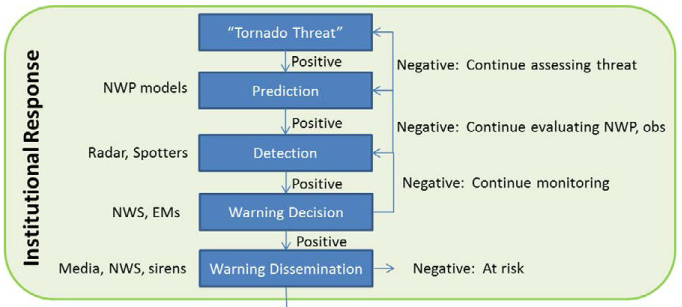 Institutional Response
"Tornado Threat"
Positive
Negative: Continue assessing threat
NWP models
Prediction
Positive
Negative: Continue evaluating NWP, obs
Radar, Spotters
Detection
Positive
Negative: Continue monitoring
NWS, EMs
Warning Decision
Positive
Media, NWS, sirens
Warning Dissemination
Negative: At risk